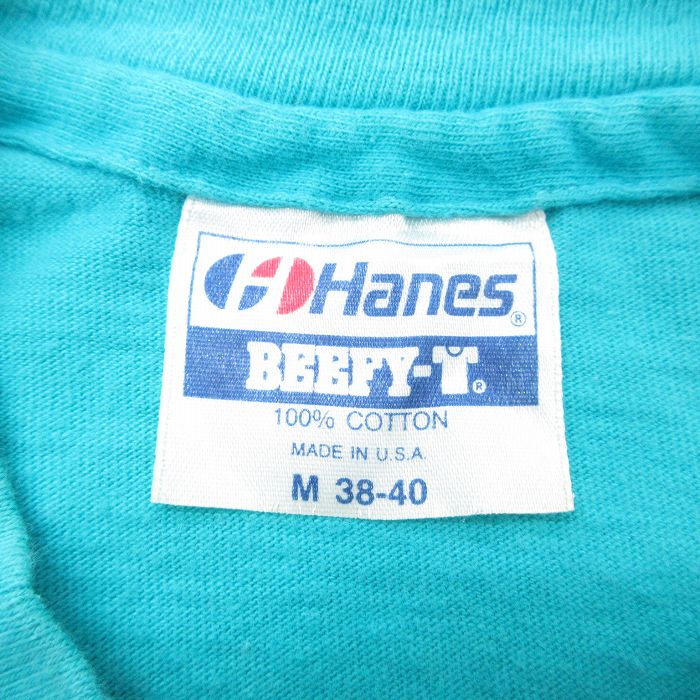 Hanes®
BEEFY-T®
100% COTTON
MADE IN U.S.A.
M 38-40